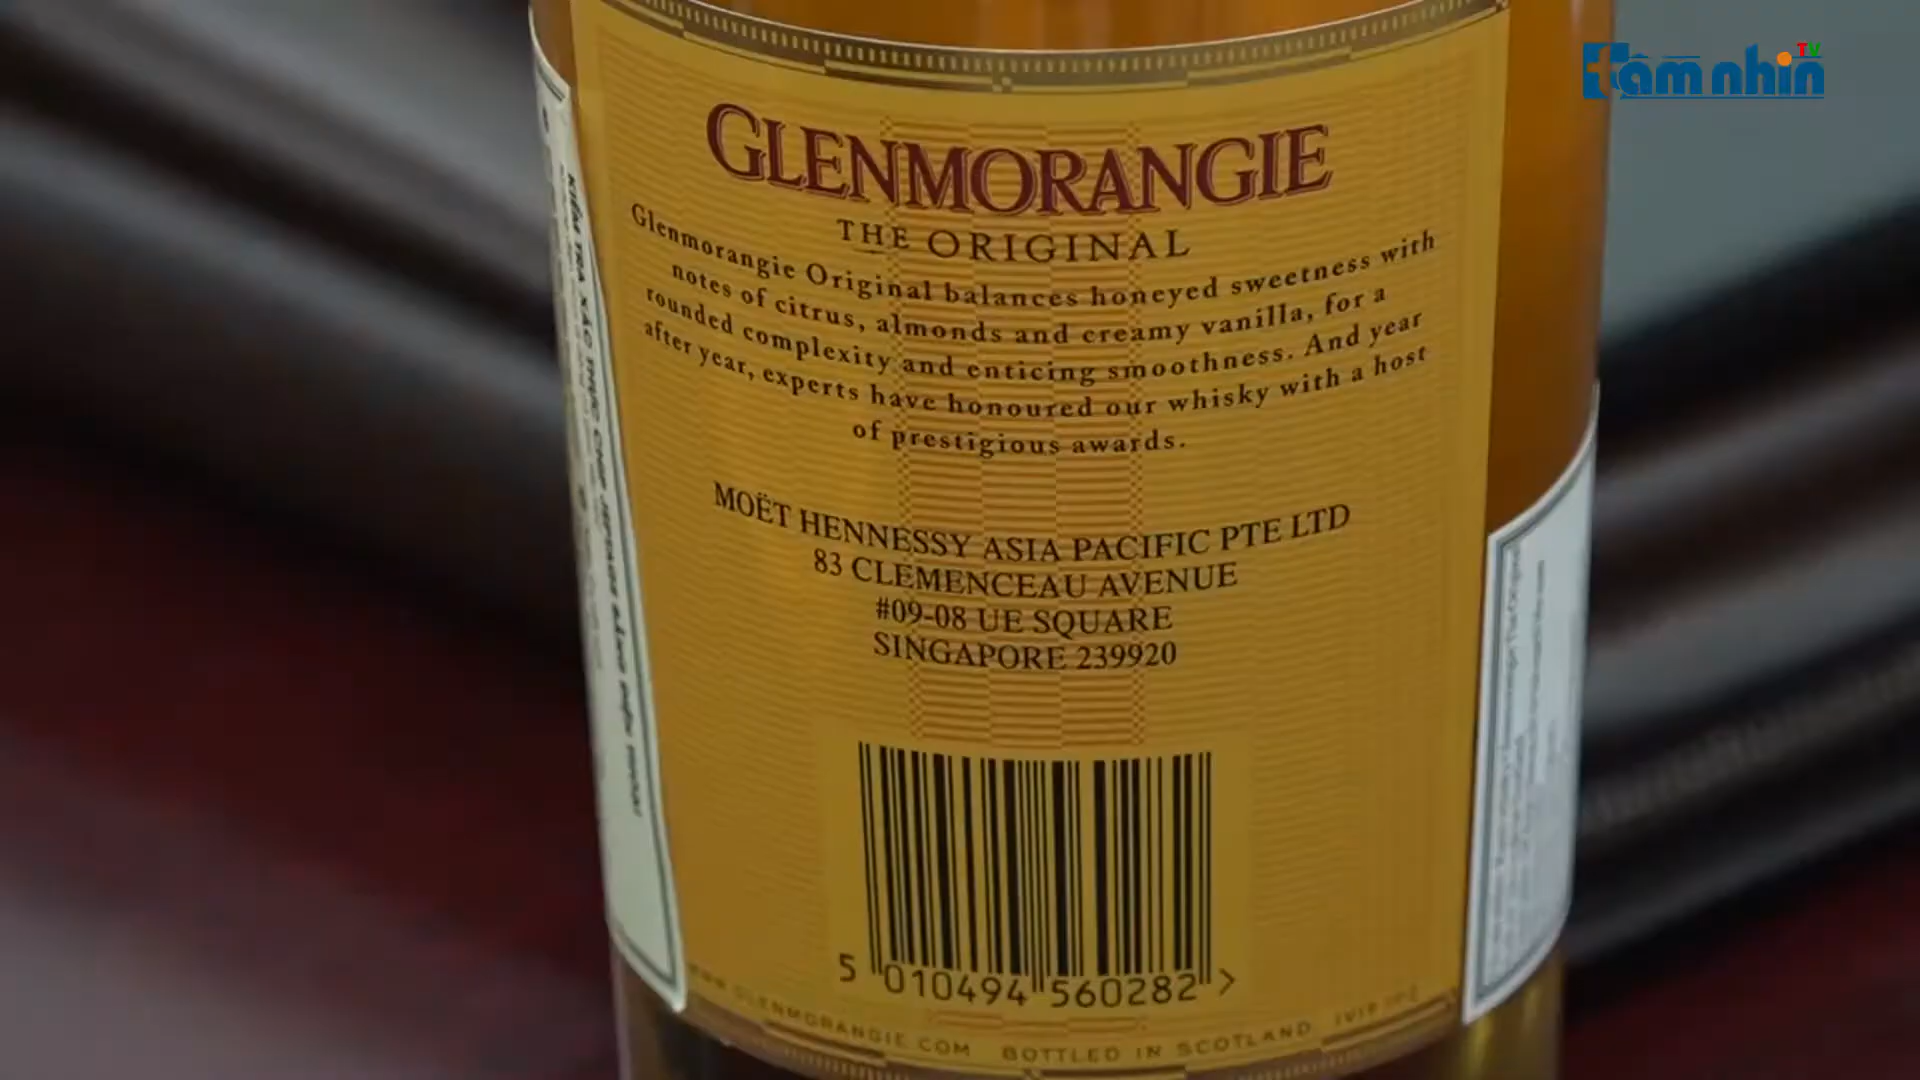 tâm nhìn TV
GLENMORANGIE
THE ORIGINAL
Glenmorangie Original balances honeyed sweetness with
notes of citrus, almonds and creamy vanilla, for a
rounded complexity and enticing smoothness. And year
after year, experts have honoured our whisky with a host
of prestigious awards.
MOËT HENNESSY ASIA PACIFIC PTE LTD
83 CLEMENCEAU AVENUE
#09-08 UE SQUARE
SINGAPORE 239920
5 010494 560282 >
WWW.GLENMORANGIE.COM BOTTLED IN SCOTLAND